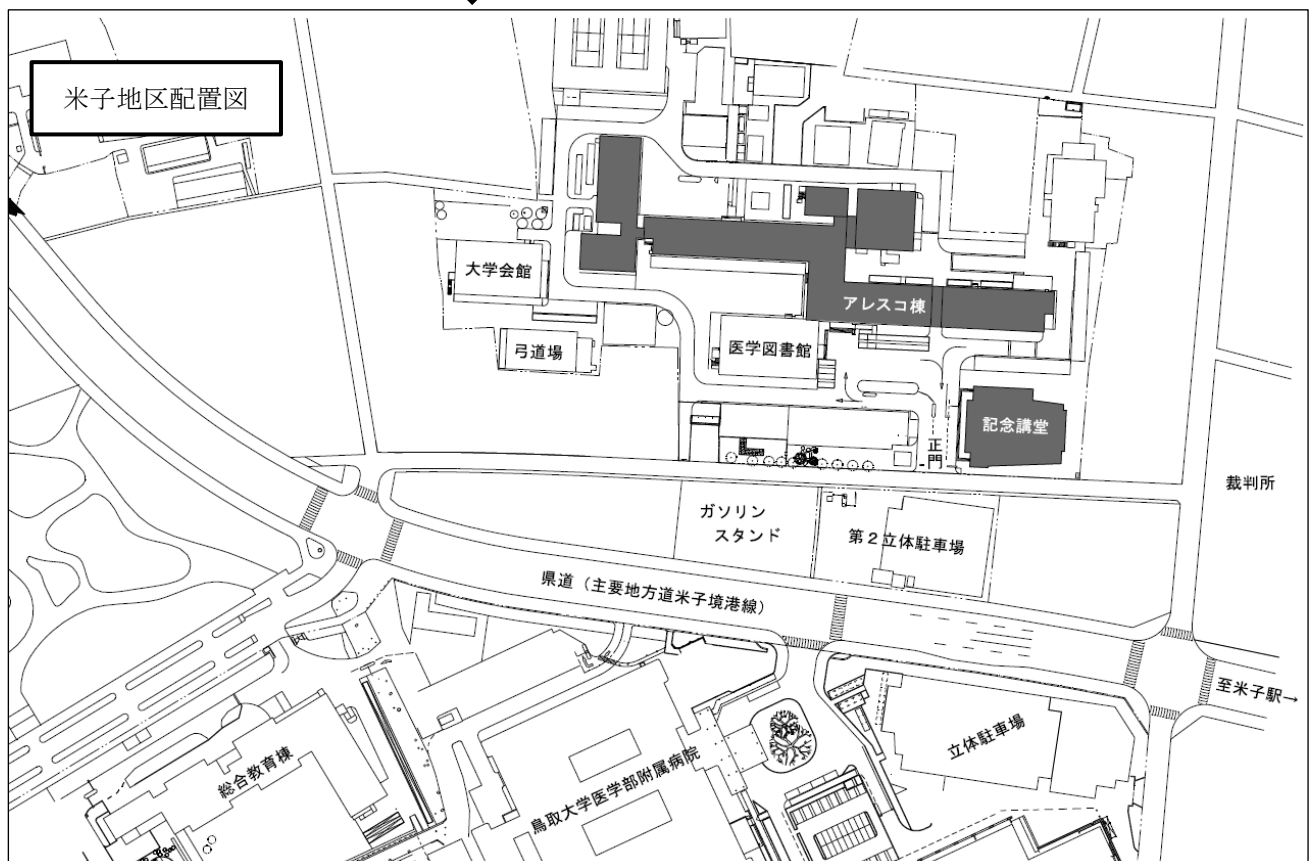 米子地区配置図
大学会館
アレスコ棟
弓道場
医学図書館
記念講堂
正門
裁判所
ガソリン
スタンド
第２立体駐車場
県道（主要地方道米子境港線）
至米子駅→
立体駐車場
総合教育棟
鳥取大学医学部附属病院